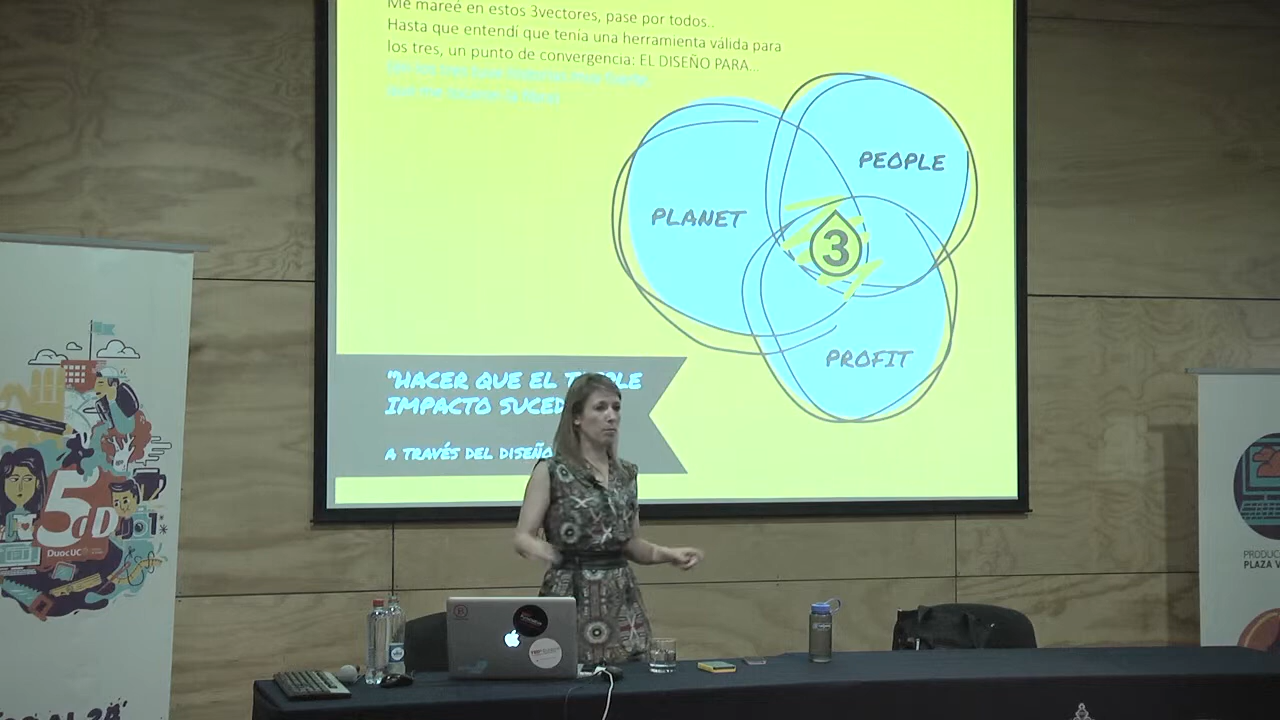 Me mareé en estos 3vectores, pase por todos..
Hasta que entendí que tenía una herramienta válida para
los tres, un punto de convergencia: EL DISEÑO PARA...
PEOPLE
PLANET
3
PROFIT
"HACER QUE EL
IMPACTO
A TRAVÉS DEL DISEÑO
5dD
DuocUC
PLAZA